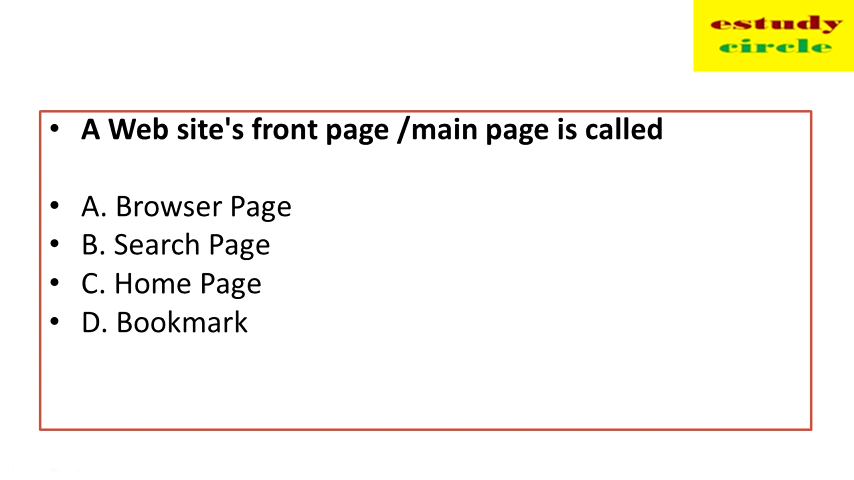 estudy
circle
• A Web site's front page /main page is called
• A. Browser Page
• B. Search Page
• C. Home Page
• D. Bookmark